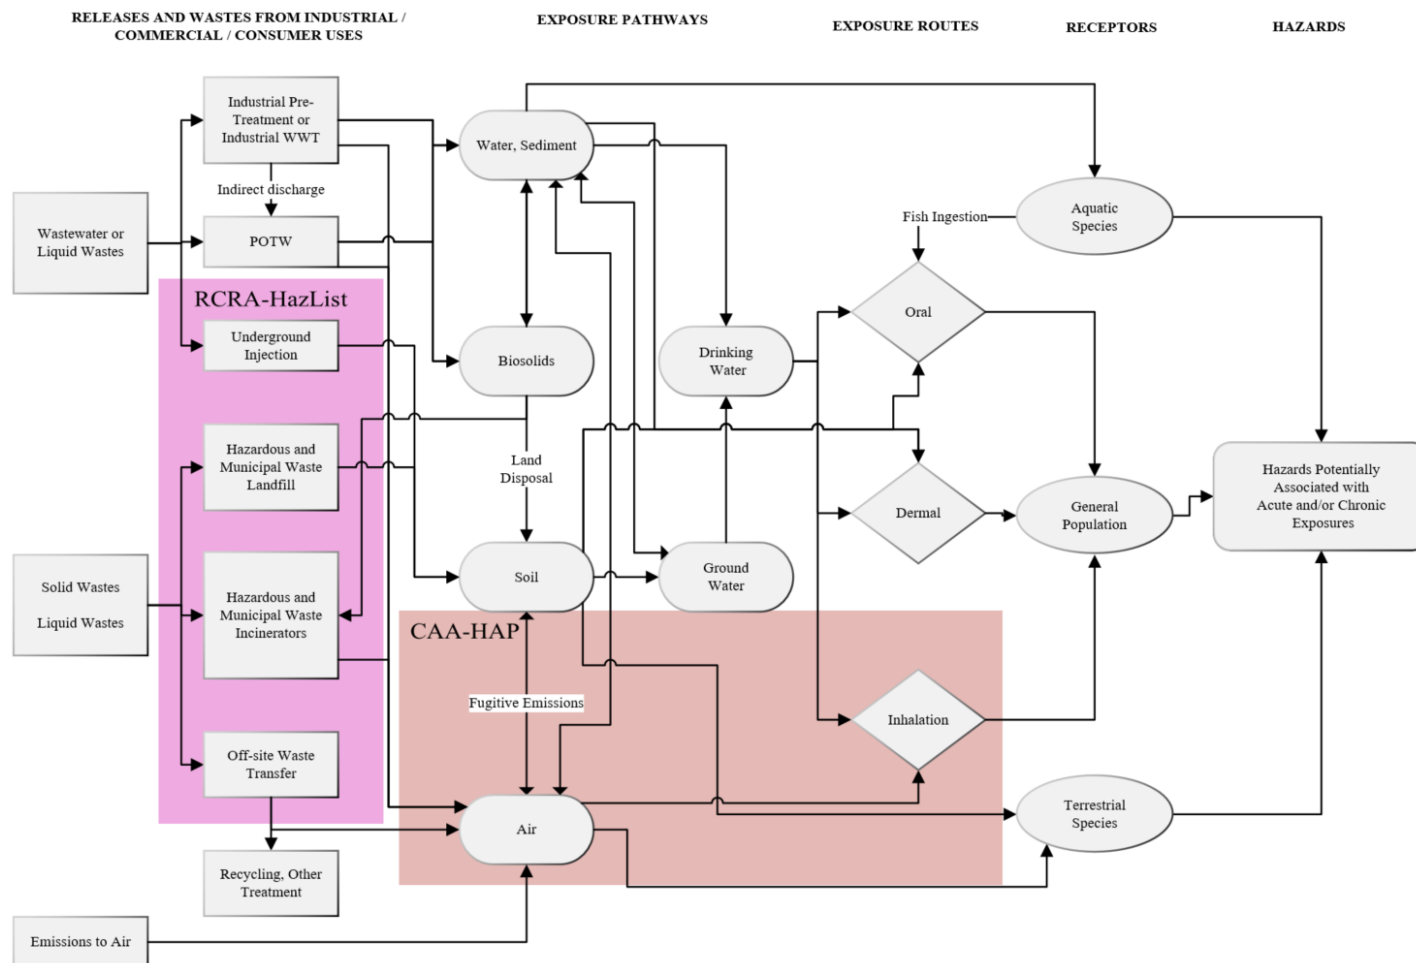 RELEASES AND WASTES FROM INDUSTRIAL /
COMMERCIAL / CONSUMER USES
EXPOSURE PATHWAYS
EXPOSURE ROUTES
RECEPTORS
HAZARDS
Industrial Pre-
Treatment or
Industrial WWT
Indirect discharge
Wastewater or
Liquid Wastes
POTW
RCRA-HazList
Underground
Injection
Hazardous and
Municipal Waste
Landfill
Solid Wastes
Liquid Wastes
Hazardous and
Municipal Waste
Incinerators
Off-site Waste
Transfer
Recycling, Other
Treatment
Emissions to Air
Water, Sediment
Biosolids
Land
Disposal
Soil
CAA-HAP
Fugitive Emissions
Air
Drinking
Water
Ground
Water
Fish Ingestion
Oral
Dermal
Inhalation
Aquatic
Species
General
Population
Terrestrial
Species
Hazards Potentially
Associated with
Acute and/or Chronic
Exposures